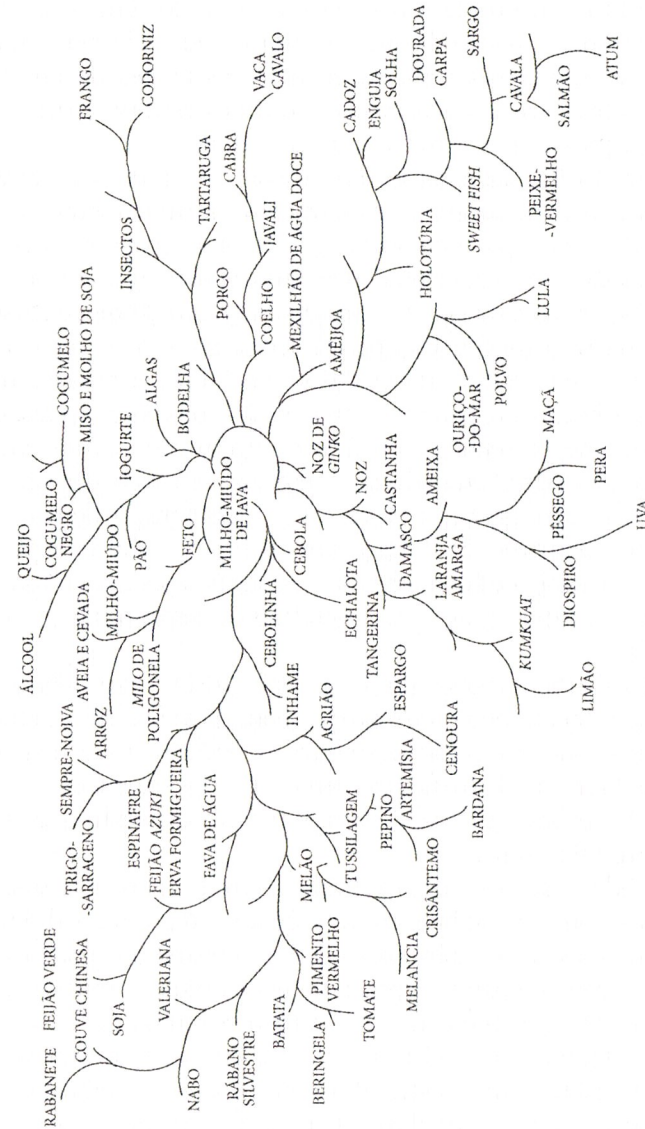 RABANETE
FEIJÃO VERDE
COUVE CHINESA
SOJA
VALERIANA
NABO
RÁBANO
SILVESTRE
BATATA
BERINGELA
PIMENTO
VERMELHO
TOMATE
MELANCIA
TRIGO-
-SARRACENO
SEMPRE-NOIVA
ESPINAFRE
FEIJÃO AZUKI
ERVA FORMIGUEIRA
FAVA DE ÁGUA
MELÃO
TUSSILAGEM
PEPINO
ARTEMÍSIA
CRISÂNTEMO
BARDANA
AVEIA E CEVADA
ARROZ
MILHO-MIÚDO
MILO DE
POLIGONELA
INHAME
AGRIÃO
ESPARGO
CENOURA
ÁLCOOL
QUEIJO
COGUMELO
NEGRO
COGUMELO
MISO E MOLHO DE SOJA
PÃO
IOGURTE
ALGAS
BODELHA
FETO
MILHO-MIÚDO
DE JAVA
CEBOLINHA
CEBOLA
ECHALOTA
TANGERINA
NOZ DE
GINKO
NOZ
CASTANHA
DAMASCO
AMEIXA
LARANJA
AMARGA
KUMKUAT
LIMÃO
DIOSPIRO
PÊSSEGO
MAÇÃ
PERA
UVA
INSECTOS
FRANGO
CODORNIZ
TARTARUGA
PORCO
COELHO
JAVALI
CABRA
VACA
CAVALO
MEXILHÃO DE ÁGUA DOCE
AMÊIJOA
HOLOTÚRIA
OURIÇO-
-DO-MAR
POLVO
LULA
CADOZ
ENGUIA
SOLHA
DOURADA
CARPA
SWEET FISH
PEIXE-
-VERMELHO
SARGO
CAVALA
SALMÃO
ATUM